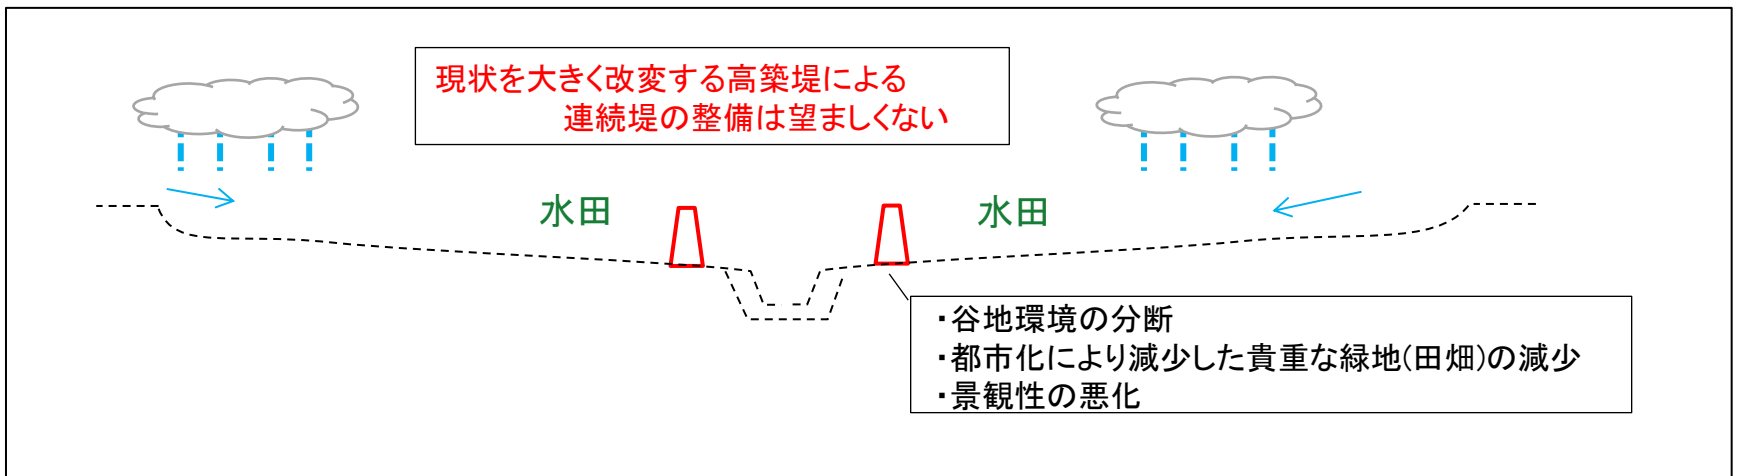 現状を大きく改変する高築堤による
連続堤の整備は望ましくない
水田
水田
・谷地環境の分断
・都市化により減少した貴重な緑地(田畑)の減少
・景観性の悪化